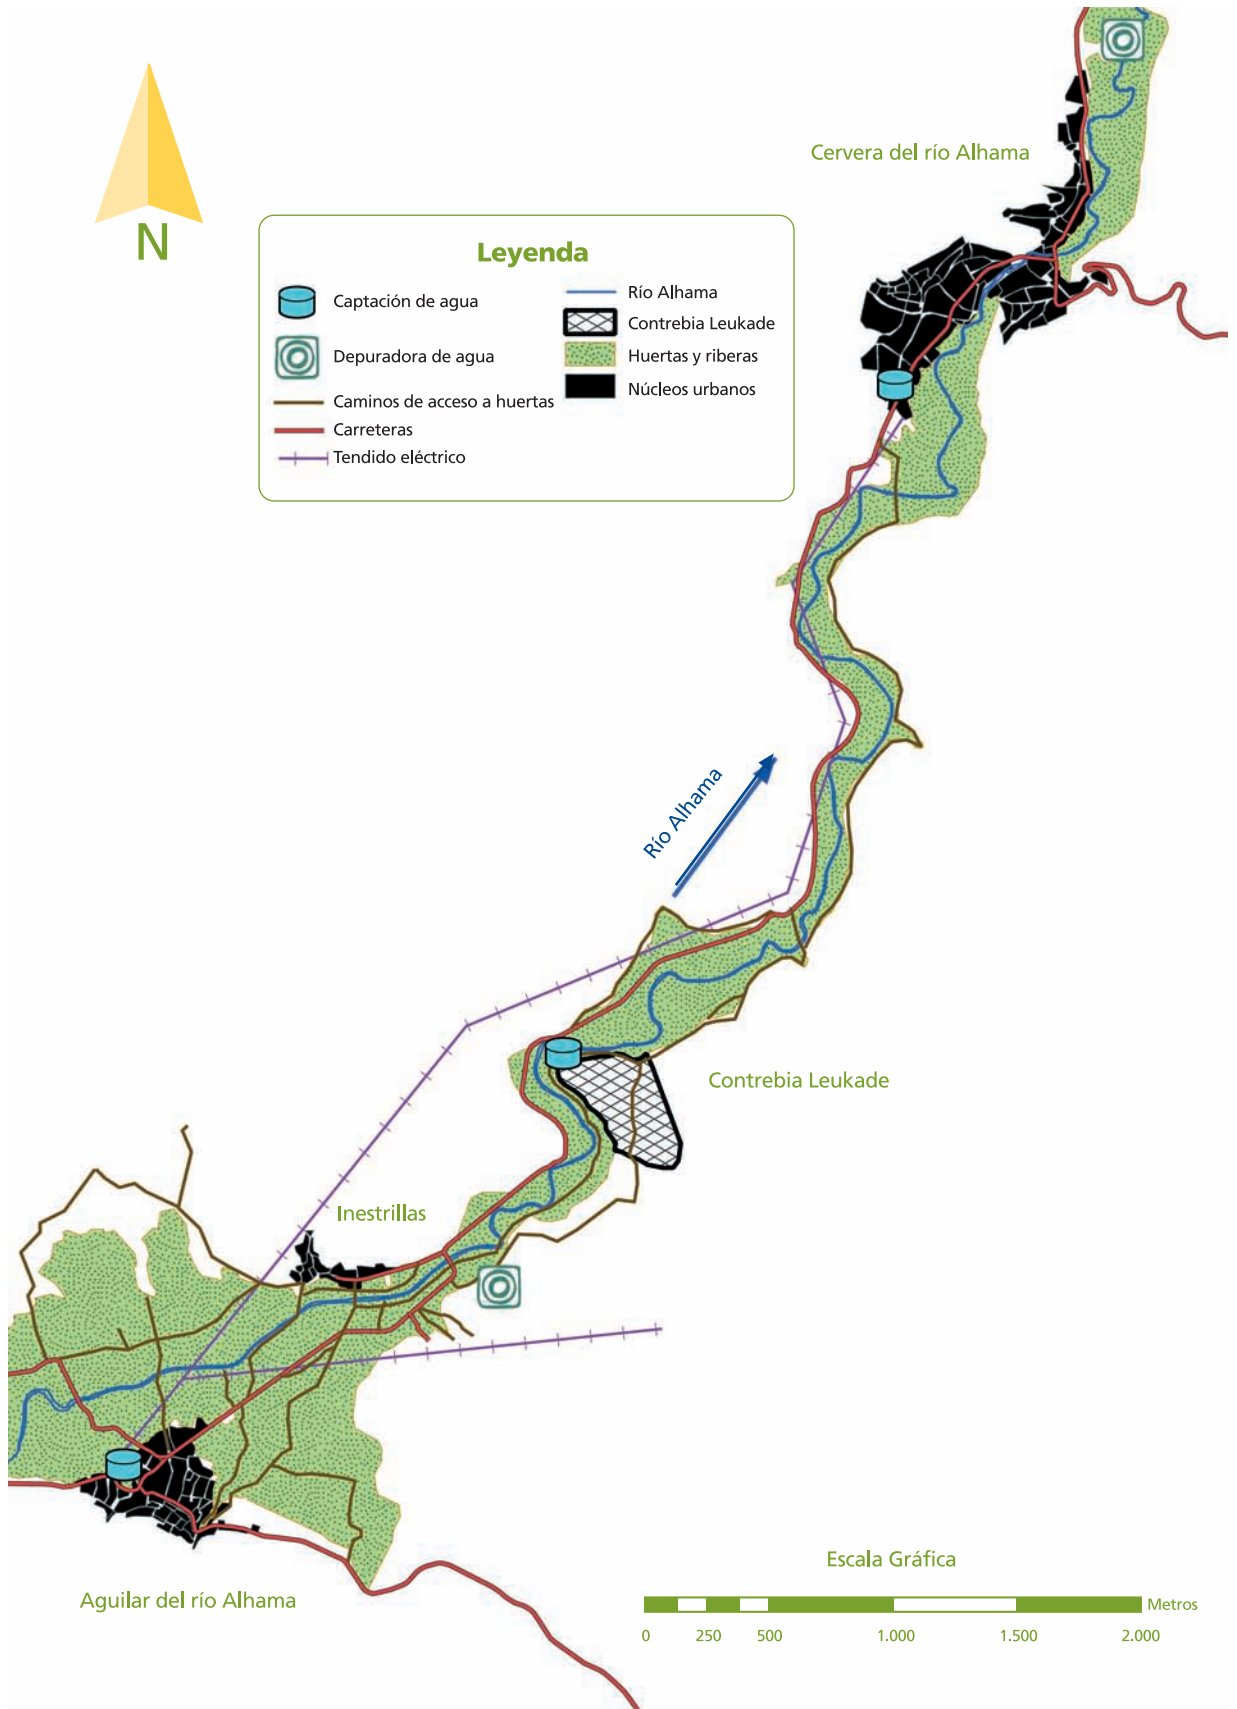 Cervera del río Alhama
N
Leyenda
Captación de agua
Depuradora de agua
Caminos de acceso a huertas
Carreteras
Tendido eléctrico
Río Alhama
Contrebia Leukade
Huertas y riberas
Núcleos urbanos
Río Alhama
Contrebia Leukade
Inestrillas
Aguilar del río Alhama
Escala Gráfica
Metros
0 250 500 1.000 1.500 2.000